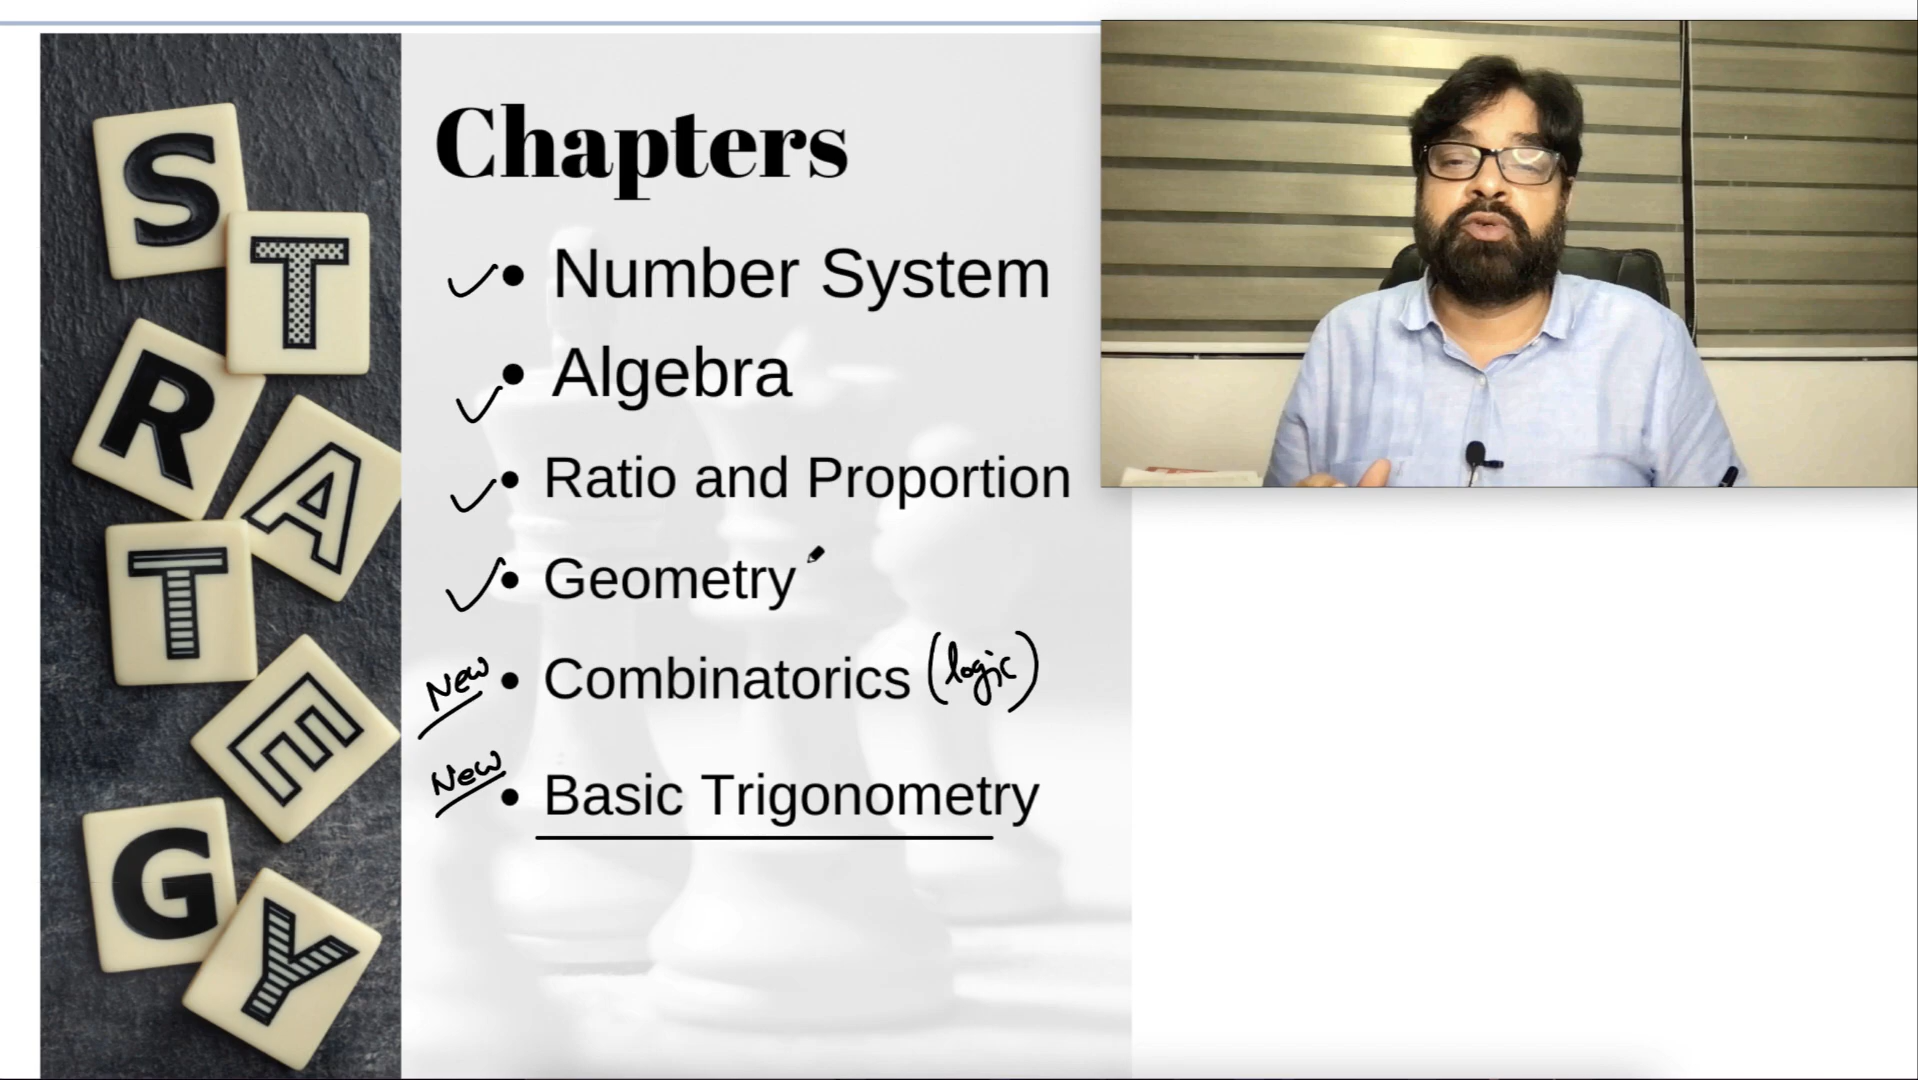 STRATEGY
Chapters
✓• Number System
✓• Algebra
✓• Ratio and Proportion
✓• Geometry
New • Combinatorics (logic)
New • Basic Trigonometry